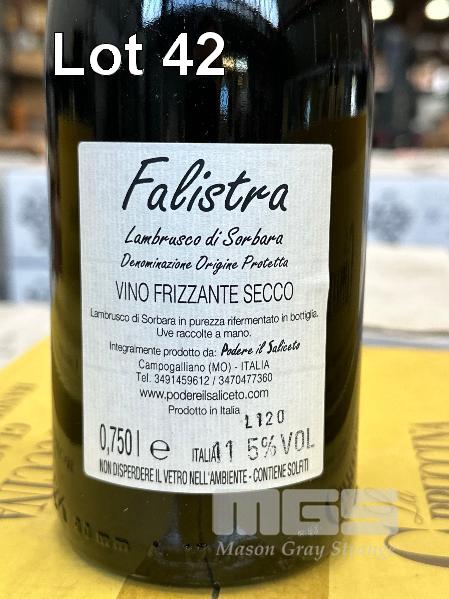 Lot 42
Falistra
Lambrusco di Sorbara
Denominazione Origine Protetta
VINO FRIZZANTE SECCO
Lambrusco di Sorbara in purezza rifermentato in bottiglia.
Uve raccolte a mano.
Integralmente prodotto da: Podere il Saliceto
Campogalliano (MO) - ITALIA
Tel. 3491459612 / 3470477360
www.podereilsaliceto.com
Prodotto in Italia
L120
0,750 l e ITALIA 11 5% VOL
NON DISPERDERE IL VETRO NELL'AMBIENTE - CONTIENE SOLFITI
MGS
Mason Gray Strange